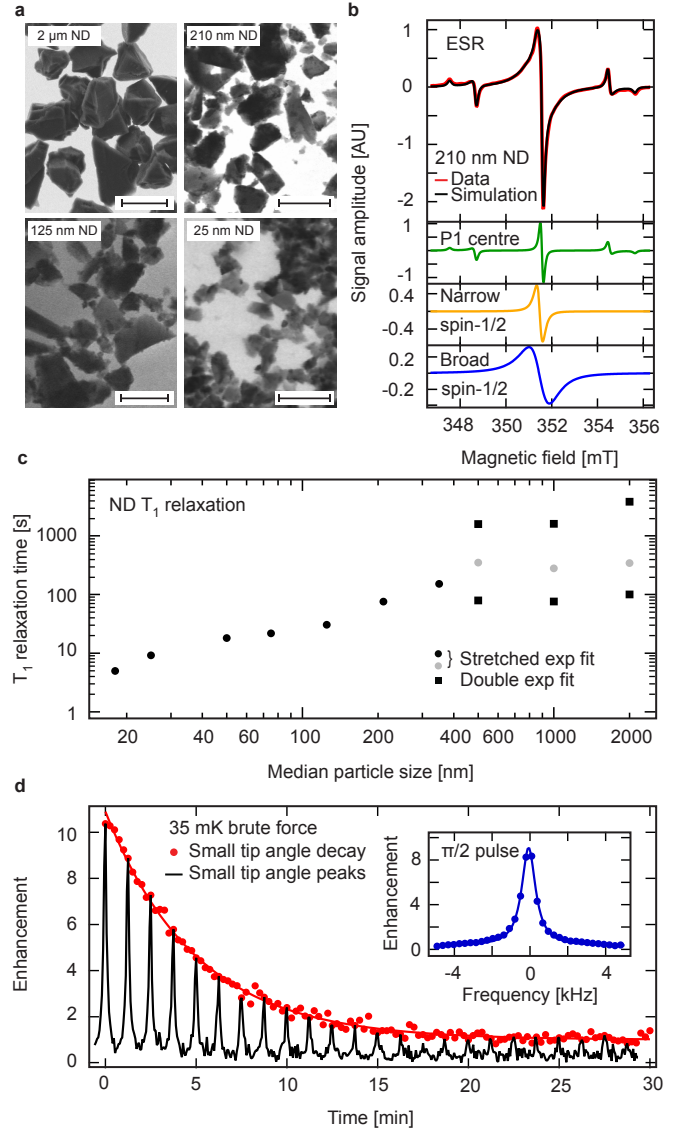 a
2 μm ND
210 nm ND
125 nm ND
25 nm ND
b
ESR
1
0
-1
-2
210 nm ND
Data
Simulation
Signal amplitude [AU]
1
-1
P1 centre
0.4
-0.4
Narrow
spin-1/2
0.2
-0.2
Broad
spin-1/2
348 350 352 354 356
Magnetic field [mT]
c
ND T1 relaxation
T1 relaxation time [s]
1000
100
10
1
} Stretched exp fit
Double exp fit
20 40 60 100 200 400 600 1000 2000
Median particle size [nm]
d
35 mK brute force
Small tip angle decay
Small tip angle peaks
Enhancement
10
8
6
4
2
0
0 5 10 15 20 25 30
Time [min]
π/2 pulse
Enhancement
8
4
0
-4 0 4
Frequency [kHz]